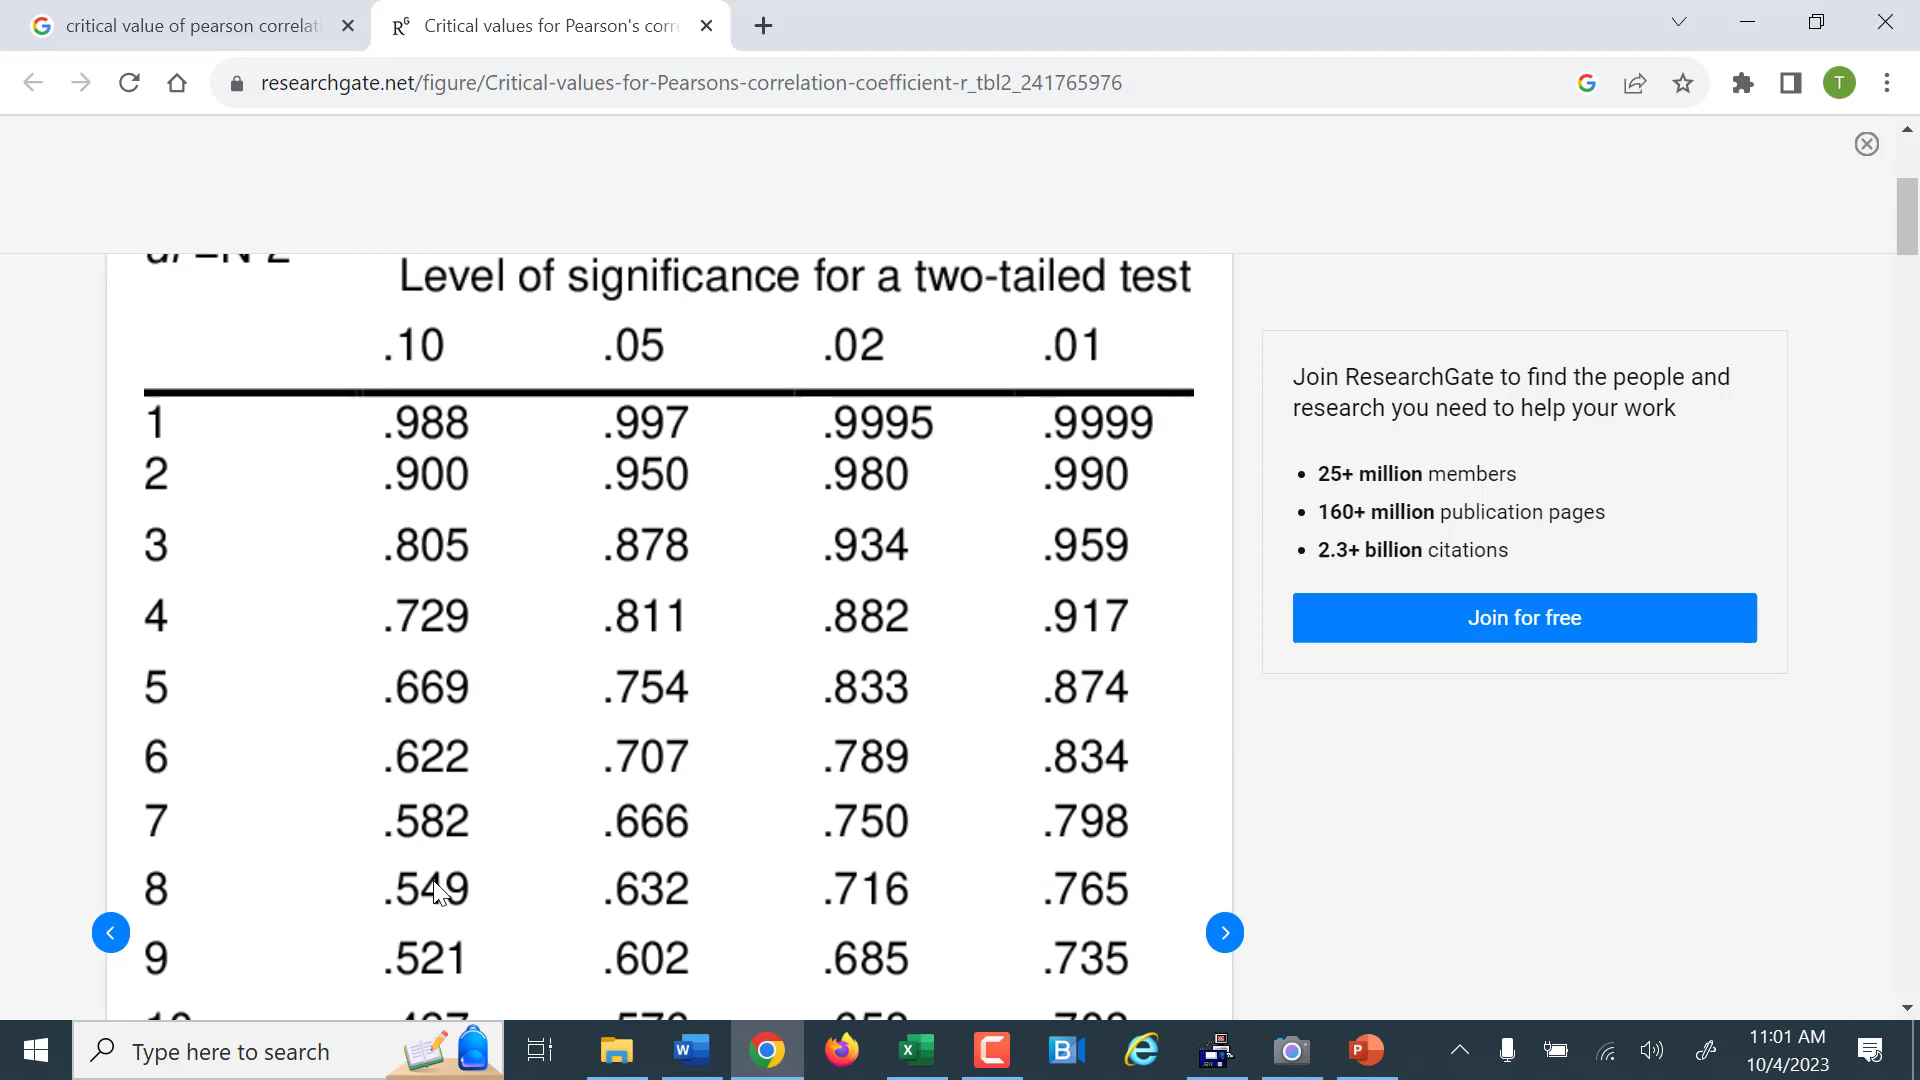 critical value of pearson correlati
Critical values for Pearson's corre
researchgate.net/figure/Critical-values-for-Pearsons-correlation-coefficient-r_tbl2_241765976
T
df =N-2
Level of significance for a two-tailed test
.10 .05 .02 .01
1 .988 .997 .9995 .9999
2 .900 .950 .980 .990
3 .805 .878 .934 .959
4 .729 .811 .882 .917
5 .669 .754 .833 .874
6 .622 .707 .789 .834
7 .582 .666 .750 .798
8 .549 .632 .716 .765
9 .521 .602 .685 .735
Join ResearchGate to find the people and
research you need to help your work
• 25+ million members
• 160+ million publication pages
• 2.3+ billion citations
Join for free
Type here to search
11:01 AM
10/4/2023